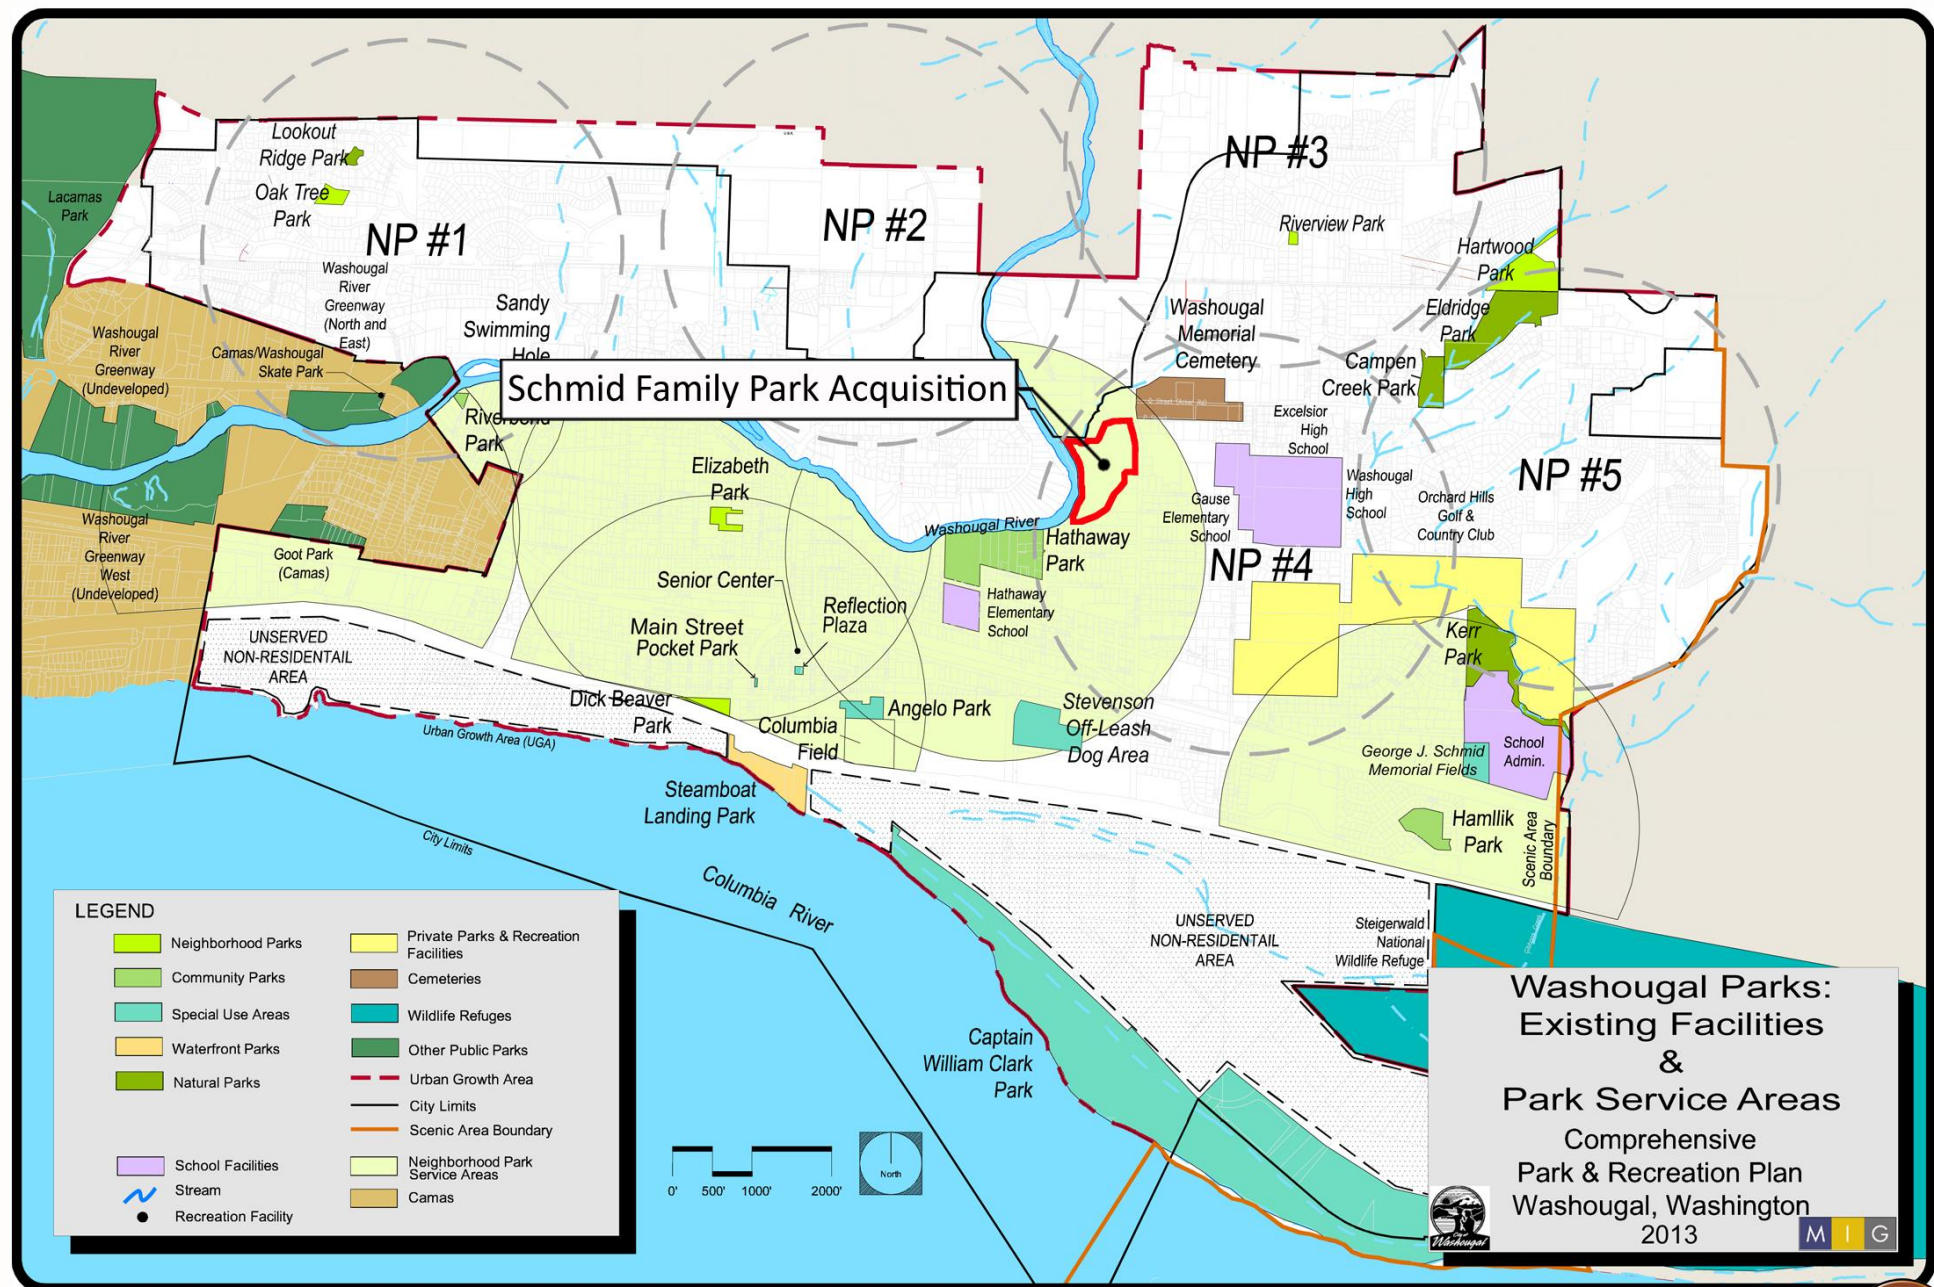 Lookout
Ridge Park
Oak Tree
Park
Lacamas
Park
NP #1
NP #2
NP #3
Riverview Park
Hartwood
Park
Eldridge
Park
Washougal
River
Greenway
(North and
East)
Sandy
Swimming
Hole
Washougal
Memorial
Cemetery
Washougal
River
Greenway
(Undeveloped)
Camas/Washougal
Skate Park
Campen
Creek Park
Schmid Family Park Acquisition
Park
Excelsior
High
School
Elizabeth
Park
NP #5
Washougal
High
School
Gause
Elementary
School
Orchard Hills
Golf &
Country Club
Washougal
River
Greenway
West
(Undeveloped)
Goot Park
(Camas)
Washougal River
Hathaway
Park
NP #4
Senior Center
Hathaway
Elementary
School
Reflection
Plaza
Main Street
Pocket Park
Kerr
Park
UNSERVED
NON-RESIDENTAIL
AREA
Dick Beaver
Park
Angelo Park
Columbia
Field
Stevenson
Off-Leash
Dog Area
Urban Growth Area (UGA)
George J. Schmid
Memorial Fields
School
Admin.
Steamboat
Landing Park
Hamllik
Park
Scenic Area
Boundary
City Limits
Columbia River
UNSERVED
NON-RESIDENTAIL
AREA
Steigerwald
National
Wildlife Refuge
Captain
William Clark
Park
LEGEND
Neighborhood Parks
Community Parks
Special Use Areas
Waterfront Parks
Natural Parks
School Facilities
Stream
Recreation Facility
Private Parks & Recreation
Facilities
Cemeteries
Wildlife Refuges
Other Public Parks
Urban Growth Area
City Limits
Scenic Area Boundary
Neighborhood Park
Service Areas
Camas
0' 500' 1000' 2000'
North
Washougal Parks:
Existing Facilities
&
Park Service Areas
Comprehensive
Park & Recreation Plan
Washougal, Washington
2013
City of
Washougal
M I G